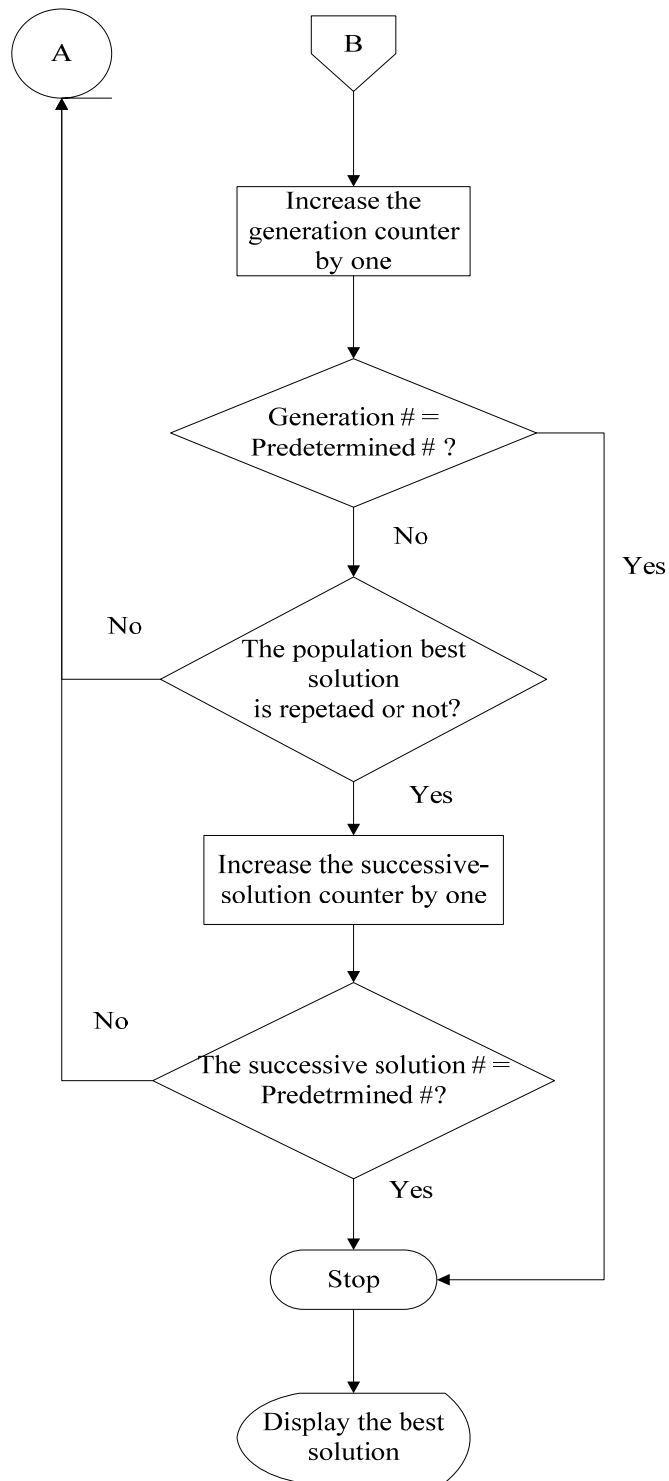 A
B
Increase the
generation counter
by one
Generation # =
Predetermined # ?
No
Yes
No
The population best
solution
is repetaed or not?
Yes
Increase the successive-
solution counter by one
No
The successive solution # =
Predetrmined #?
Yes
Stop
Display the best
solution